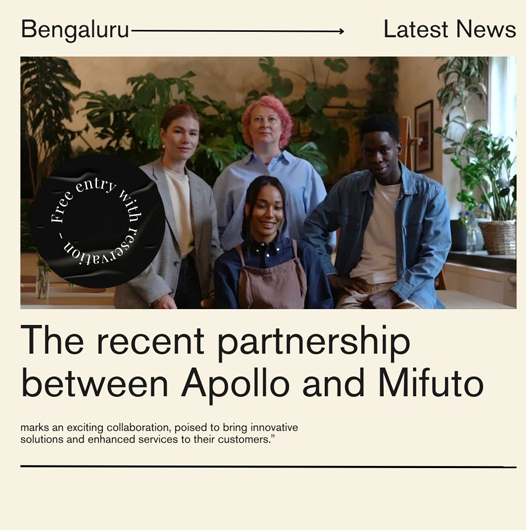 Bengaluru
Latest News
Free entry with reservation -
The recent partnership
between Apollo and Mifuto
marks an exciting collaboration, poised to bring innovative
solutions and enhanced services to their customers."